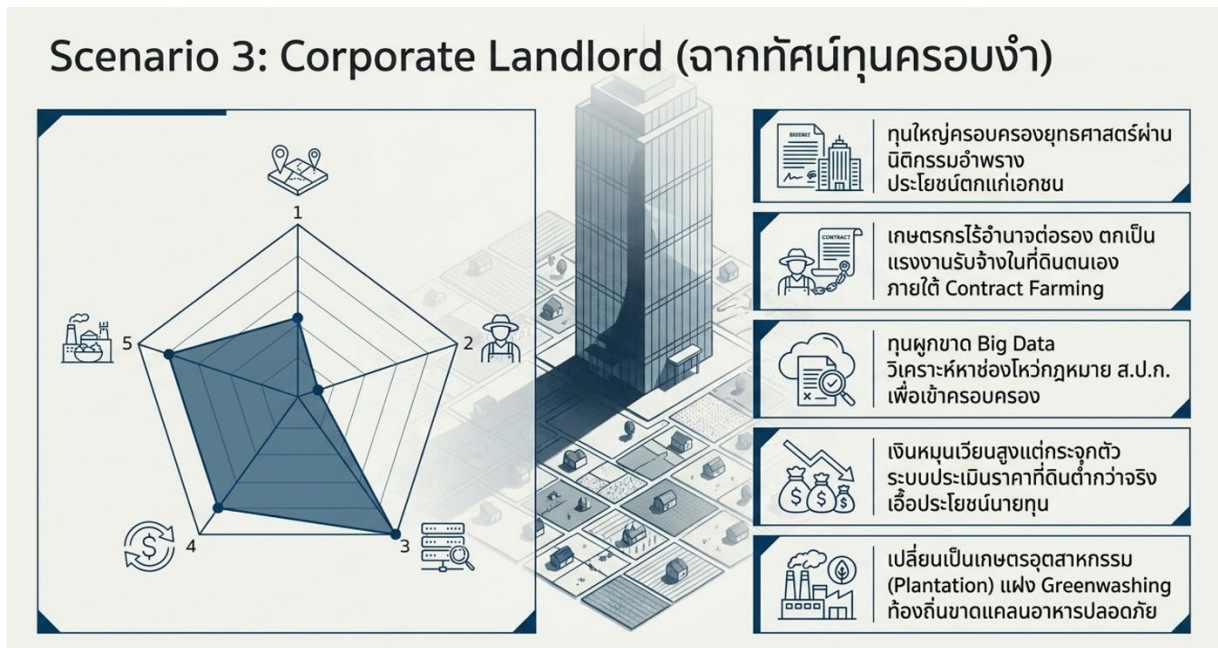 Scenario 3: Corporate Landlord (ฉากทัศน์ทุนครอบงำ)
1
2
3
4
5
ทุนใหญ่ครอบครองยุทธศาสตร์ผ่าน
นิติกรรมอำพราง
ประโยชน์ตกแก่เอกชน
CONTRACT
เกษตรกรไร้อำนาจต่อรอง ตกเป็น
แรงงานรับจ้างในที่ดินตนเอง
ภายใต้ Contract Farming
ทุนผูกขาด Big Data
วิเคราะห์หาช่องโหว่กฎหมาย ส.ป.ก.
เพื่อเข้าครอบครอง
เงินหมุนเวียนสูงแต่กระจุกตัว
ระบบประเมินราคาที่ดินต่ำกว่าจริง
เอื้อประโยชน์นายทุน
เปลี่ยนเป็นเกษตรอุตสาหกรรม
(Plantation) แฝง Greenwashing
ท้องถิ่นขาดแคลนอาหารปลอดภัย